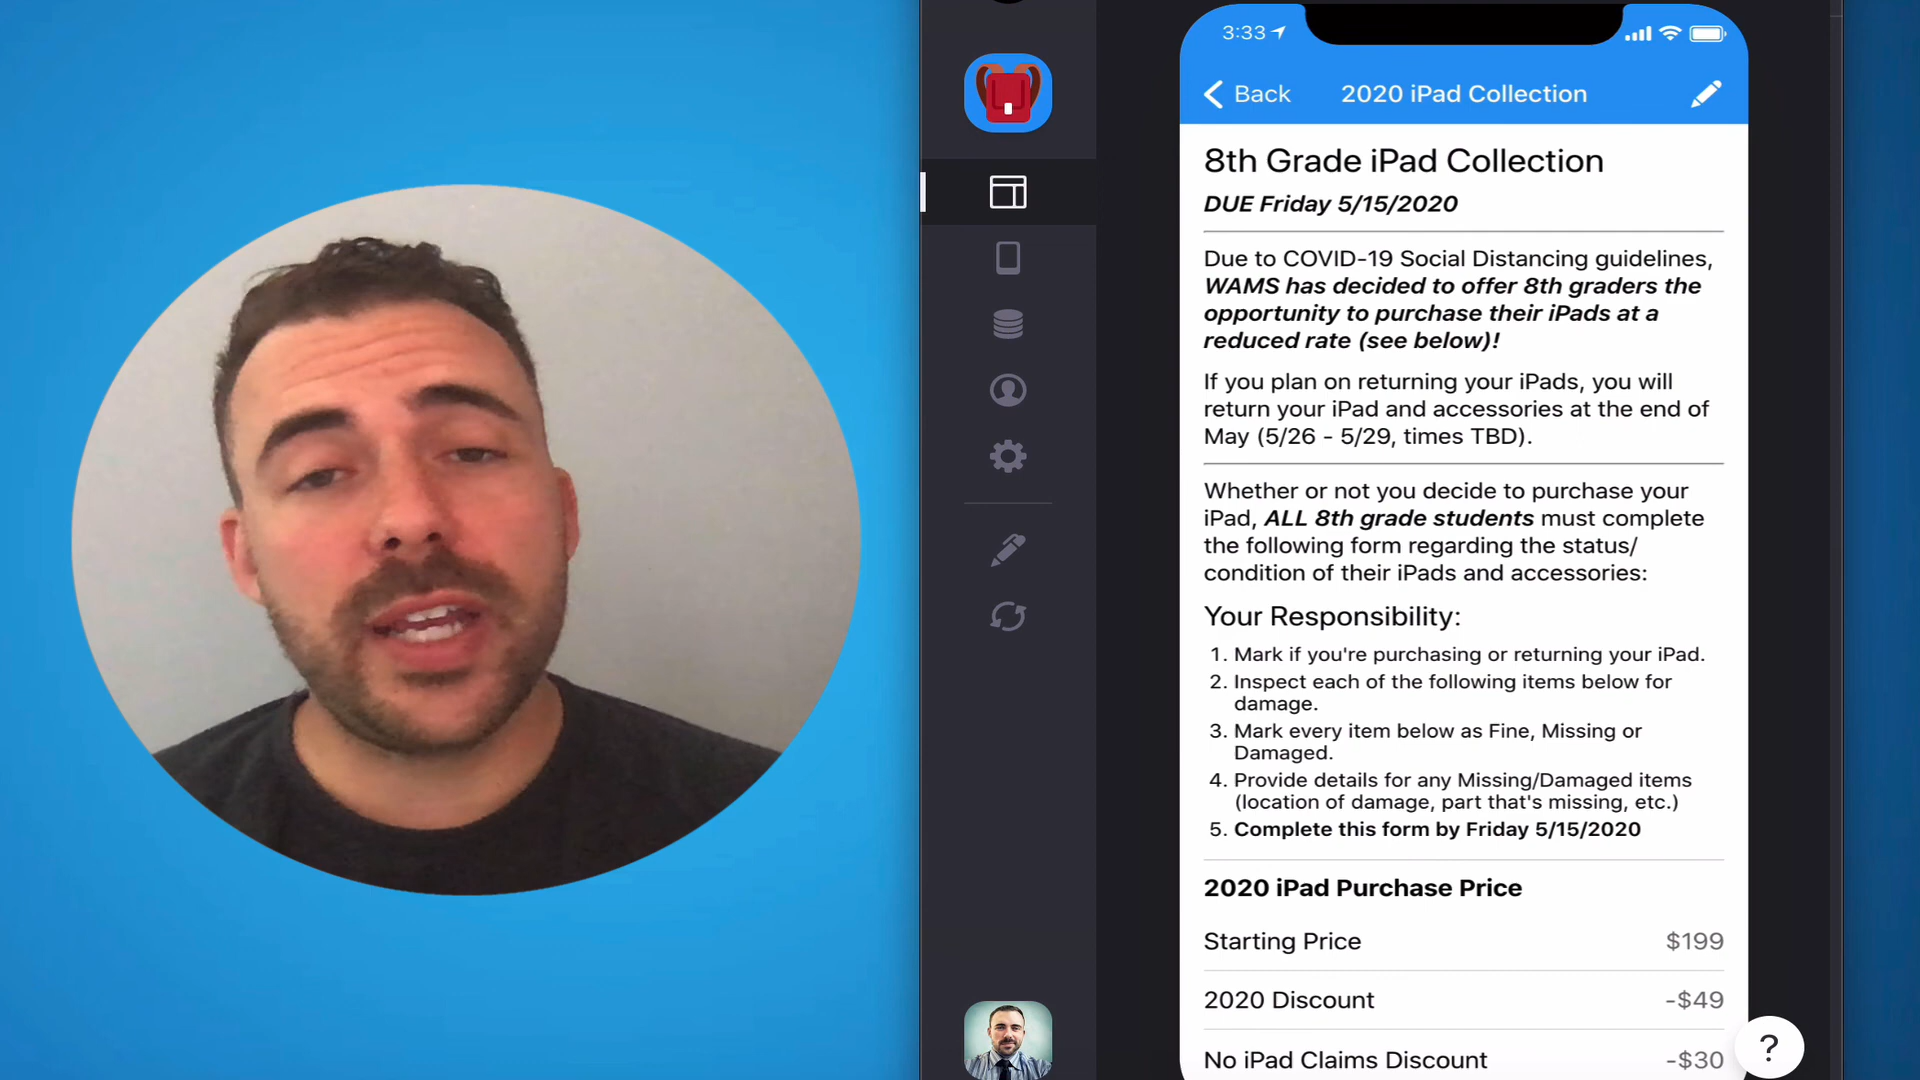 3:33
Back
2020 iPad Collection
8th Grade iPad Collection
DUE Friday 5/15/2020
Due to COVID-19 Social Distancing guidelines,
WAMS has decided to offer 8th graders the
opportunity to purchase their iPads at a
reduced rate (see below)!
If you plan on returning your iPads, you will
return your iPad and accessories at the end of
May (5/26 - 5/29, times TBD).
Whether or not you decide to purchase your
iPad, ALL 8th grade students must complete
the following form regarding the status/
condition of their iPads and accessories:
Your Responsibility:
1. Mark if you're purchasing or returning your iPad.
2. Inspect each of the following items below for
damage.
3. Mark every item below as Fine, Missing or
Damaged.
4. Provide details for any Missing/Damaged items
(location of damage, part that's missing, etc.)
5. Complete this form by Friday 5/15/2020
2020 iPad Purchase Price
Starting Price $199
2020 Discount -$49
No iPad Claims Discount -$30
?